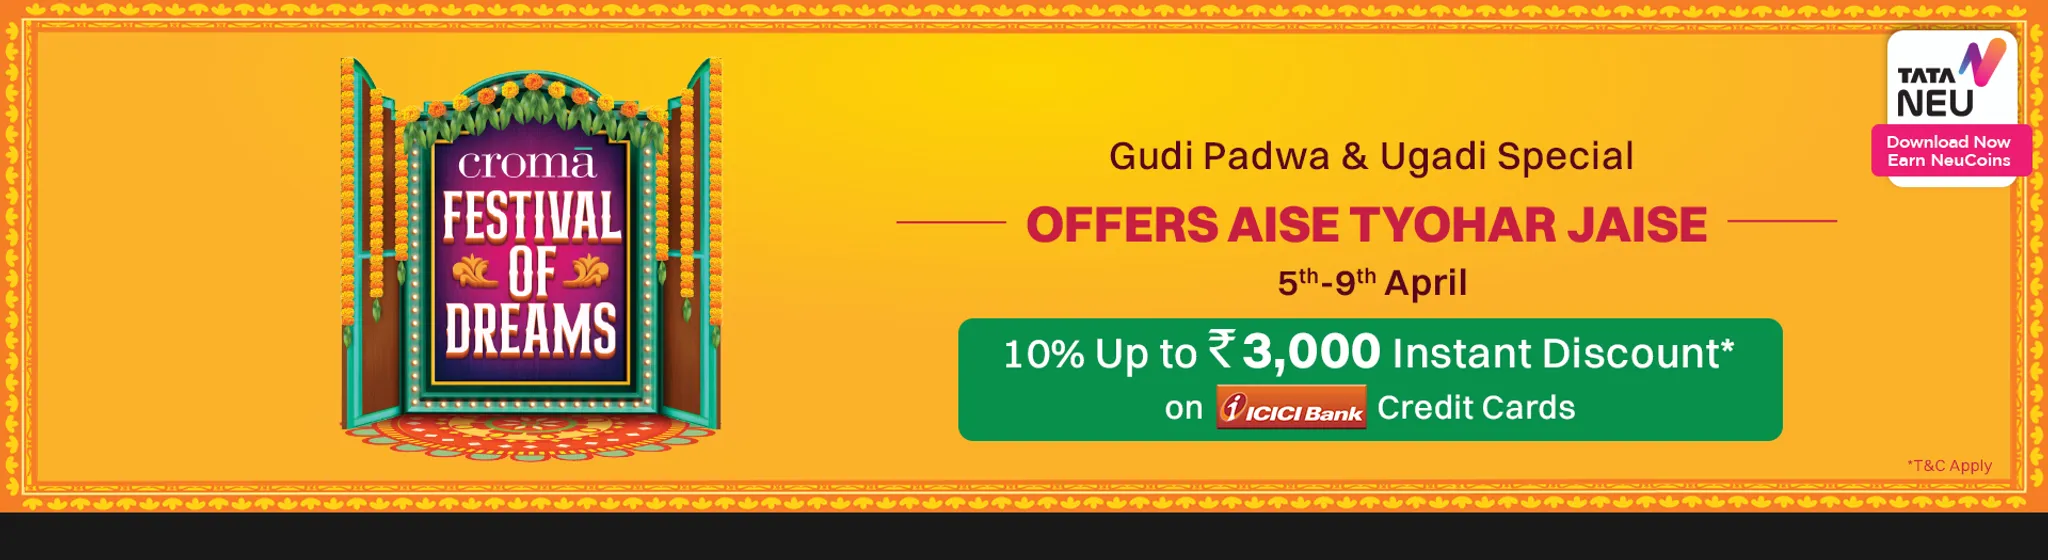 cromā
FESTIVAL
OF
DREAMS
Gudi Padwa & Ugadi Special
OFFERS AISE TYOHAR JAISE
5th-9th April
10% Up to ₹3,000 Instant Discount*
on ICICI Bank Credit Cards
*T&C Apply
TATA
NEU
Download Now
Earn NeuCoins